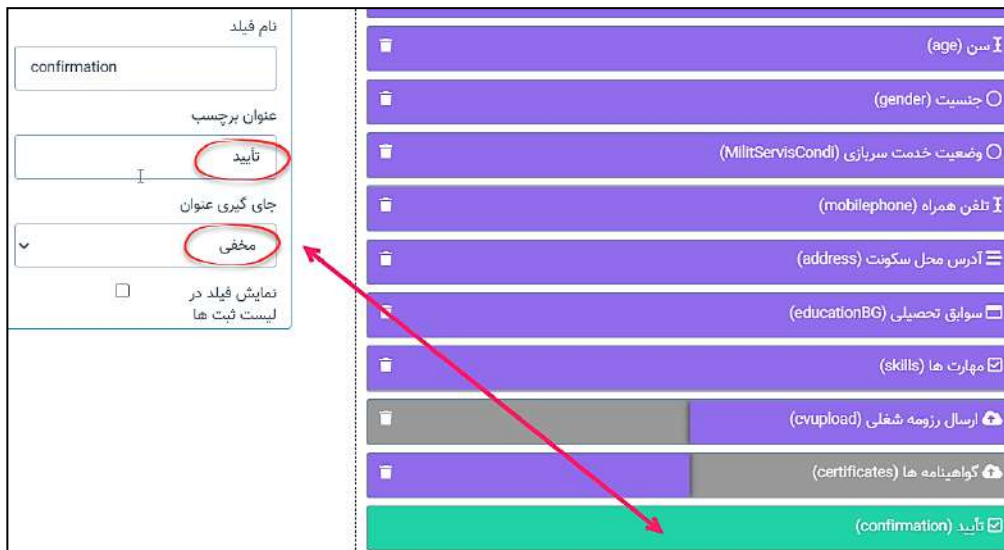 نام فیلد
confirmation
عنوان برچسب
تأیید
جای گیری عنوان
مخفی
نمایش فیلد در
لیست ثبت ها
سن (age)
جنسیت (gender)
وضعیت خدمت سربازی (MilitServisCondi)
تلفن همراه (mobilephone)
آدرس محل سکونت (address)
سوابق تحصیلی (educationBG)
مهارت ها (skills)
ارسال رزومه شغلی (cvupload)
گواهینامه ها (certificates)
تأیید (confirmation)